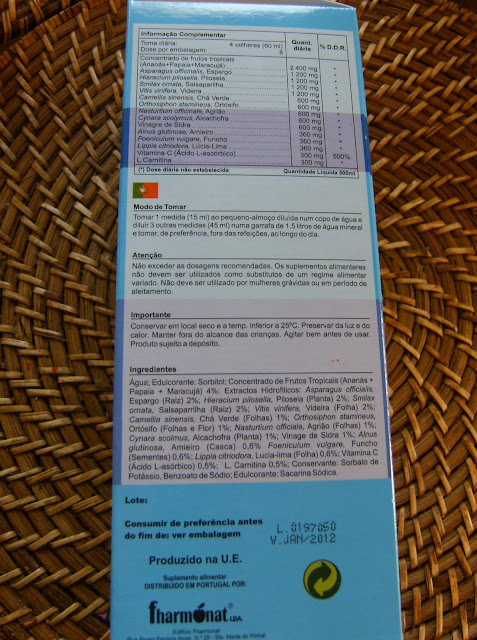 Informação Complementar
Quant. diária
% D.D.R.
Toma diária: 4 colheres (60 ml)
Dose por embalagem: 6
Concentrado de frutos tropicais
(Ananás+Papaia+Maracujá) 2.400 mg *
Asparagus officinalis, Espargo 1 200 mg *
Hieracium pilosella, Pilosela 1 200 mg *
Smilax ornata, Salsaparrilha 1 200 mg *
Vitis vinifera, Videira 1 200 mg *
Camellia sinensis, Chá Verde 600 mg *
Orthosiphon stamineus, Ortósifo 600 mg *
Nasturtium officinale, Agrião 600 mg *
Cynara scolymus, Alcachofra 600 mg *
Vinagre de Sidra 600 mg *
Alnus glutinosa, Amieiro 360 mg *
Foeniculum vulgare, Funcho 360 mg *
Lippia citriodora, Lúcia-Lima 360 mg *
Vitamina C (Ácido L-ascórbico) 300 mg 500%
L.Carnitina 300 mg *
(*) Dose diária não estabelecida Quantidade Líquida 500ml
Modo de Tomar
Tomar 1 medida (15 ml) ao pequeno-almoço diluída num copo de água e
diluir 3 outras medidas (45 ml) numa garrafa de 1,5 litros de água mineral
e tomar, de preferência, fora das refeições, ao longo do dia.
Atenção
Não exceder as dosagens recomendadas. Os suplementos alimentares
não devem ser utilizados como substitutos de um regime alimentar
variado. Não deve ser utilizado por mulheres grávidas ou em período de
aleitamento.
Importante
Conservar em local seco e a temp. inferior a 25ºC. Preservar da luz e do
calor. Manter fora do alcance das crianças. Agitar bem antes de usar.
Produto sujeito a depósito.
Ingredientes
Água; Edulcorante: Sorbitol; Concentrado de Frutos Tropicais (Ananás +
Papaia + Maracujá) 4%; Extractos Hidrofílicos: Asparagus officialis,
Espargo (Raiz) 2%; Hieracium pilosella, Pilosela (Planta) 2%; Smilax
ornata, Salsaparrilha (Raiz) 2%; Vitis vinifera, Videira (Folha) 2%;
Camellia sinensis, Chá Verde (Folhas) 1%; Orthosiphon stamineus,
Ortósifo (Folhas e Flor) 1%; Nasturtium officiale, Agrião (Folhas) 1%;
Cynara scolmus, Alcachofra (Planta) 1%; Vinagre de Sidra 1%; Alnus
glutinosa, Amieiro (Casca) 0,6% Foeniculum vulgare, Funcho
(Sementes) 0,6%; Lippia citriodora, Lucia-lima (Folha) 0,6%; Vitamina C
(Ácido L-asórbico) 0,5%; L. Carnitina 0,5%; Conservante: Sorbato de
Potássio, Benzoato de Sódio; Edulcorante; Sacarina Sódica.
Lote:
Consumir de preferência antes
do fim de: ver embalagem
L.0197050
V.JAN/2012
Produzido na U.E.
Suplemento alimentar
DISTRIBUÍDO EM PORTUGAL POR:
fharmónat LDA.
Edifício Fharmonat